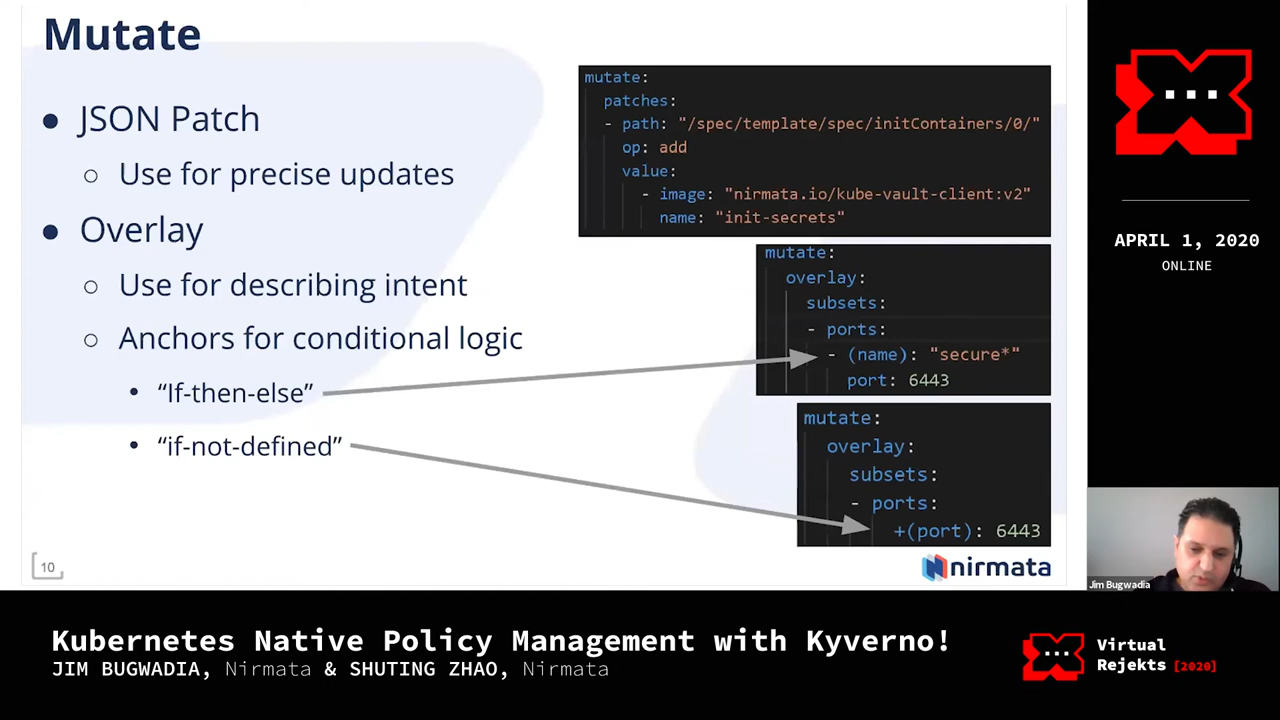 Mutate
● JSON Patch
○ Use for precise updates
● Overlay
○ Use for describing intent
○ Anchors for conditional logic
• “If-then-else”
• “if-not-defined”
mutate:
patches:
- path: "/spec/template/spec/initContainers/0/"
op: add
value:
- image: "nirmata.io/kube-vault-client:v2"
name: "init-secrets"
mutate:
overlay:
subsets:
- ports:
- (name): "secure*"
port: 6443
mutate:
overlay:
subsets:
- ports:
+(port): 6443
10
nirmata
APRIL 1, 2020
ONLINE
Jim Bugwadia
Kubernetes Native Policy Management with Kyverno!
JIM BUGWADIA, Nirmata & SHUTING ZHAO, Nirmata
Virtual
Rejekts [2020]